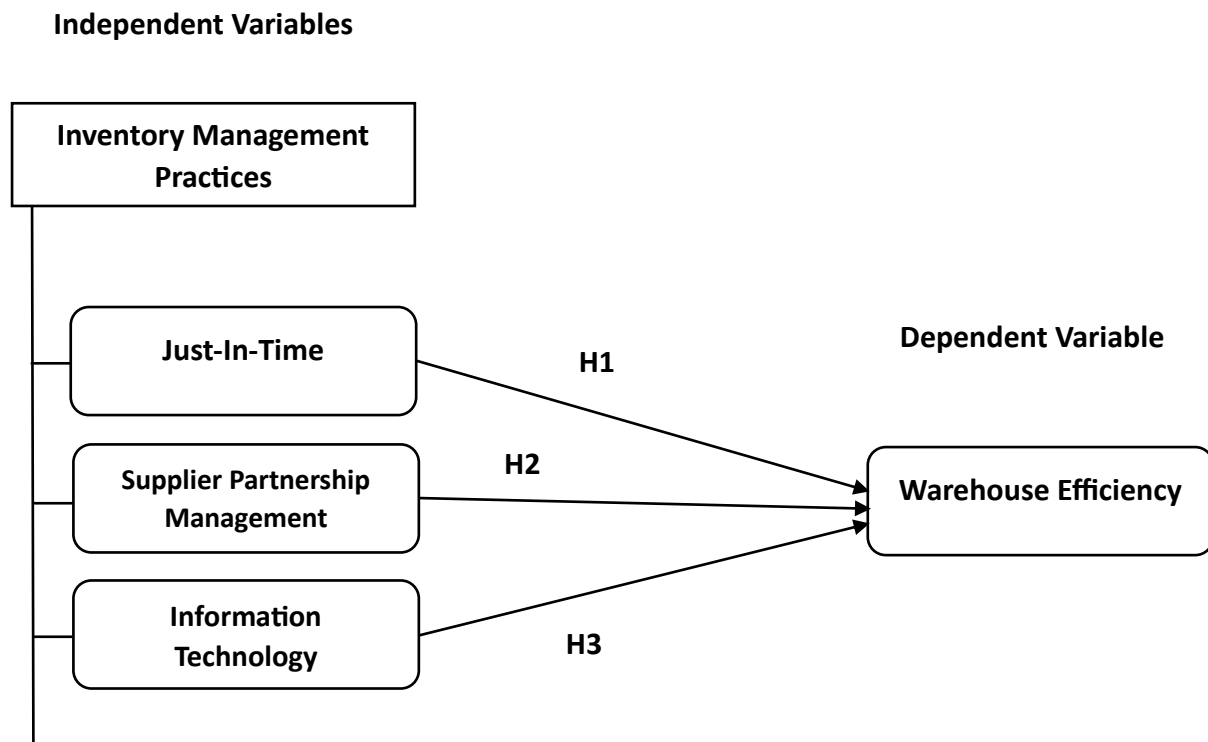 Independent Variables
Inventory Management
Practices
Just-In-Time
H1
Dependent Variable
Supplier Partnership
Management
H2
Warehouse Efficiency
Information
Technology
H3